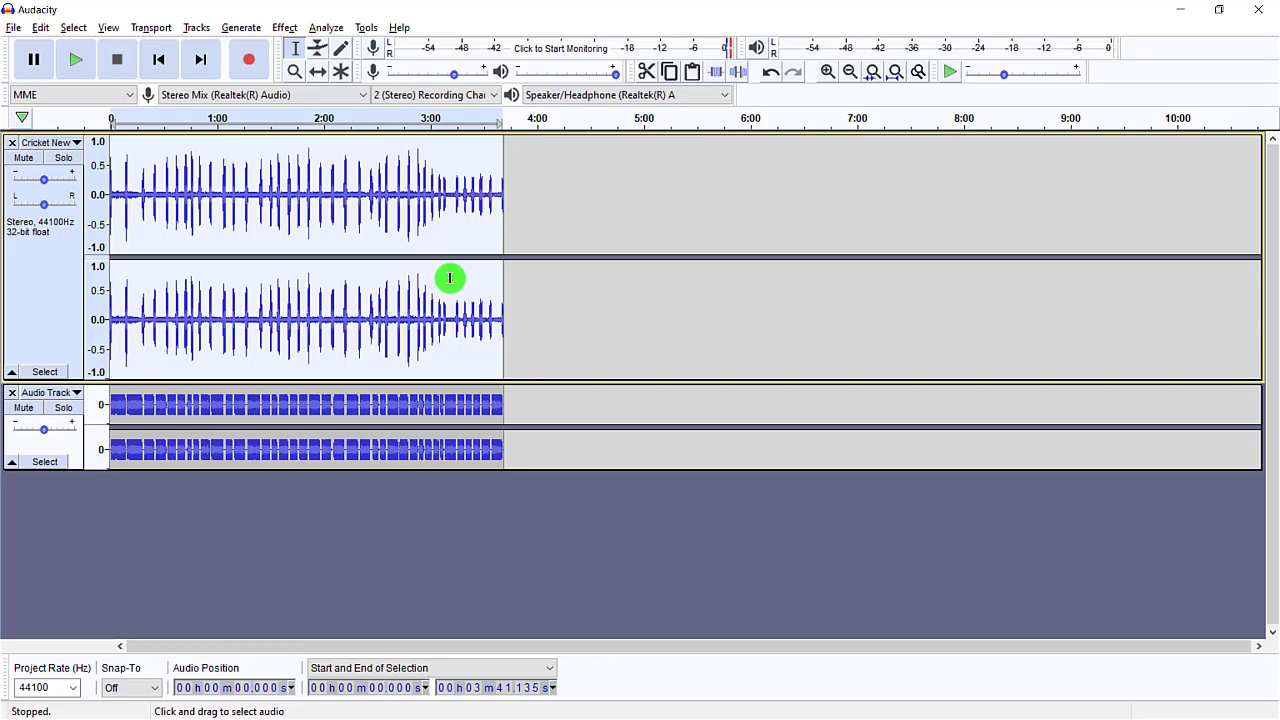 Audacity
File Edit Select View Transport Tracks Generate Effect Analyze Tools Help
L R -54 -48 -42 Click to Start Monitoring -18 -12 -6 0
L R -54 -48 -42 -36 -30 -24 -18 -12 -6 0
MME Stereo Mix (Realtek(R) Audio) 2 (Stereo) Recording Char Speaker/Headphone (Realtek(R) A
0 1:00 2:00 3:00 4:00 5:00 6:00 7:00 8:00 9:00 10:00
Cricket New
Mute Solo
- +
L R
Stereo, 44100Hz
32-bit float
Select
1.0
0.5
0.0
-0.5
-1.0
1.0
0.5
0.0
-0.5
-1.0
Audio Track
Mute Solo
- +
Select
0
0
Project Rate (Hz) Snap-To Audio Position Start and End of Selection
44100 Off 00 h 00 m 00.000 s 00 h 00 m 00.000 s 00 h 03 m 41.135 s
Stopped. Click and drag to select audio